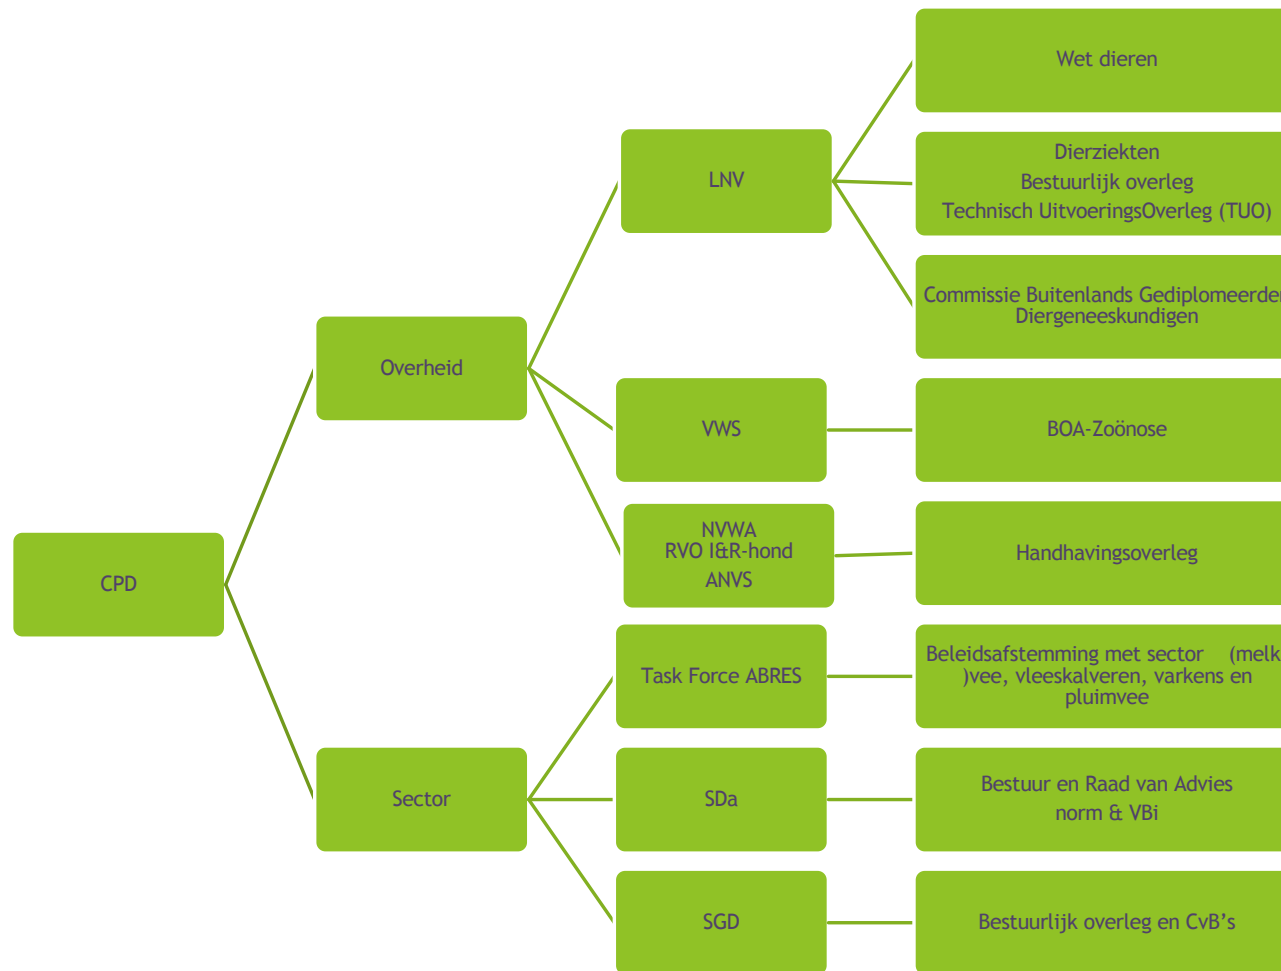 Wet dieren
Dierziekten
Bestuurlijk overleg
Technisch UitvoeringsOverleg (TUO)
LNV
Commissie Buitenlands Gediplomeerden
Diergeneeskundigen
Overheid
VWS
BOA-Zoönose
NVWA
RVO I&R-hond
ANVS
Handhavingsoverleg
CPD
Task Force ABRES
Beleidsafstemming met sector (melk
)vee, vleeskalveren, varkens en
pluimvee
Sector
SDa
Bestuur en Raad van Advies
norm & VBi
SGD
Bestuurlijk overleg en CvB’s